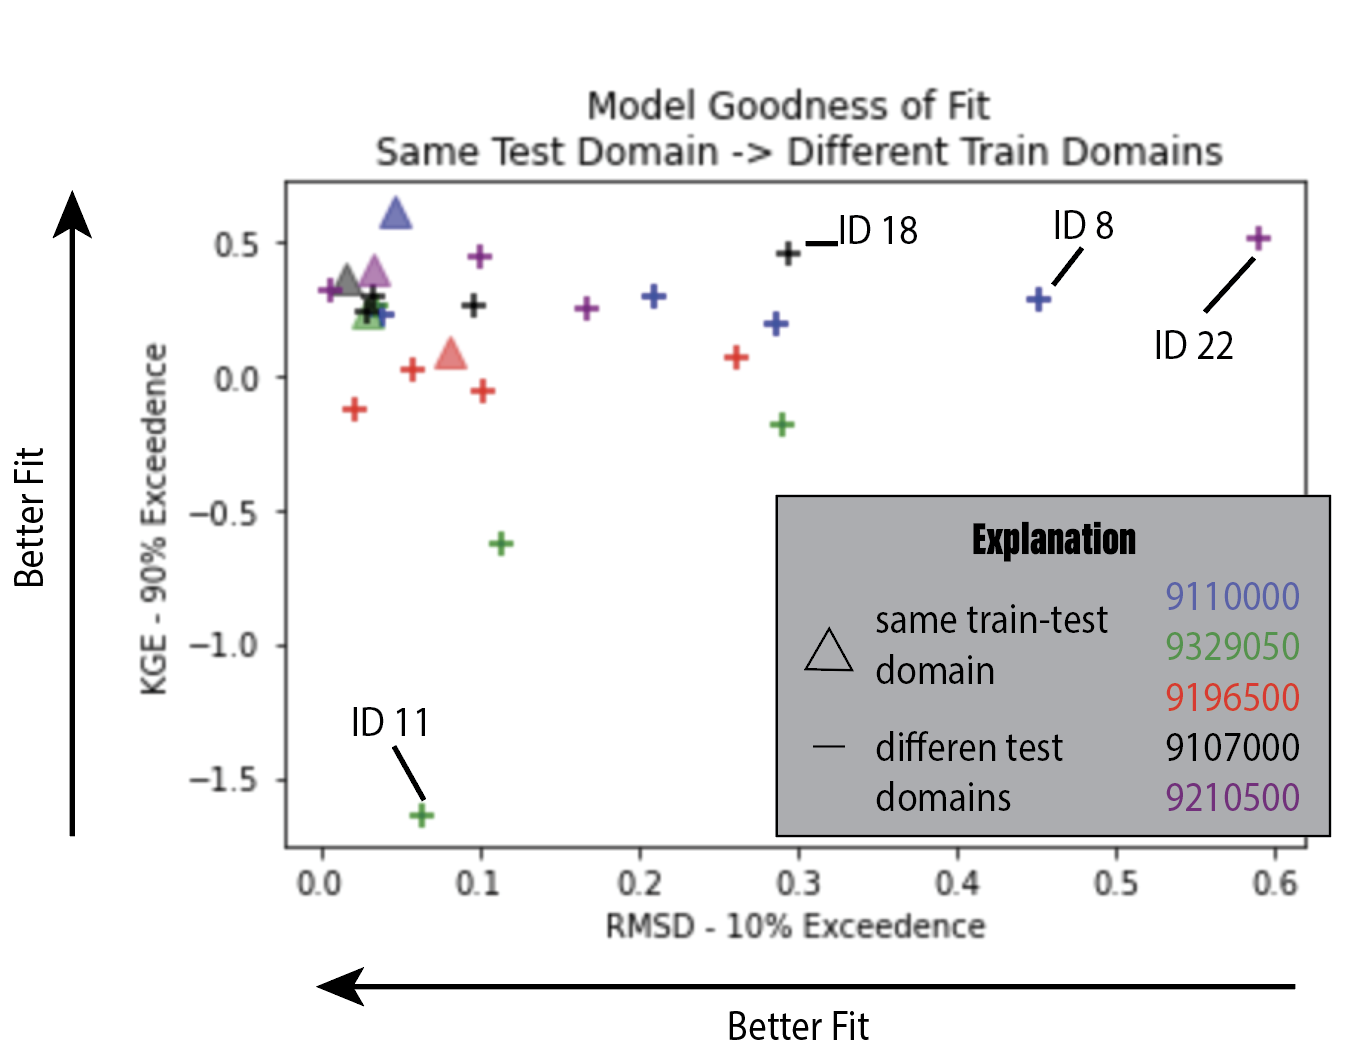 Model Goodness of Fit
Same Test Domain -> Different Train Domains
Better Fit
KGE - 90% Exceedence
0.5
0.0
−0.5
−1.0
−1.5
ID 18
ID 8
ID 22
ID 11
Explanation
same train-test
domain
differen test
domains
9110000
9329050
9196500
9107000
9210500
0.0 0.1 0.2 0.3 0.4 0.5 0.6
RMSD - 10% Exceedence
Better Fit